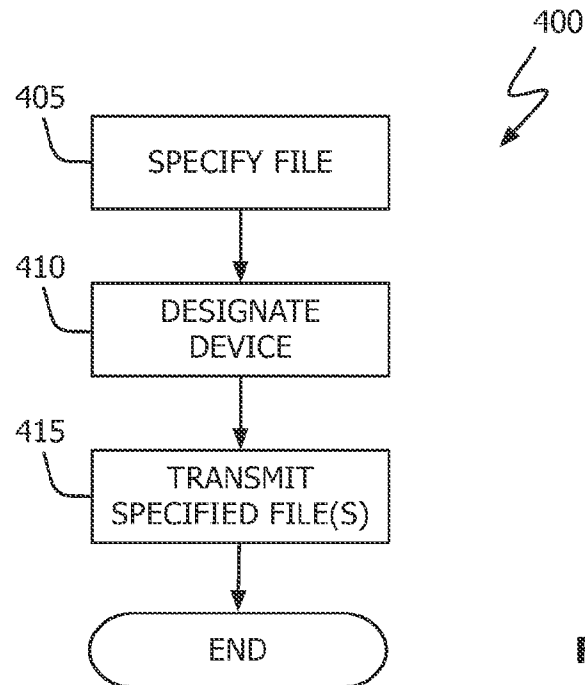 400
405
SPECIFY FILE
410
DESIGNATE
DEVICE
415
TRANSMIT
SPECIFIED FILE(S)
END